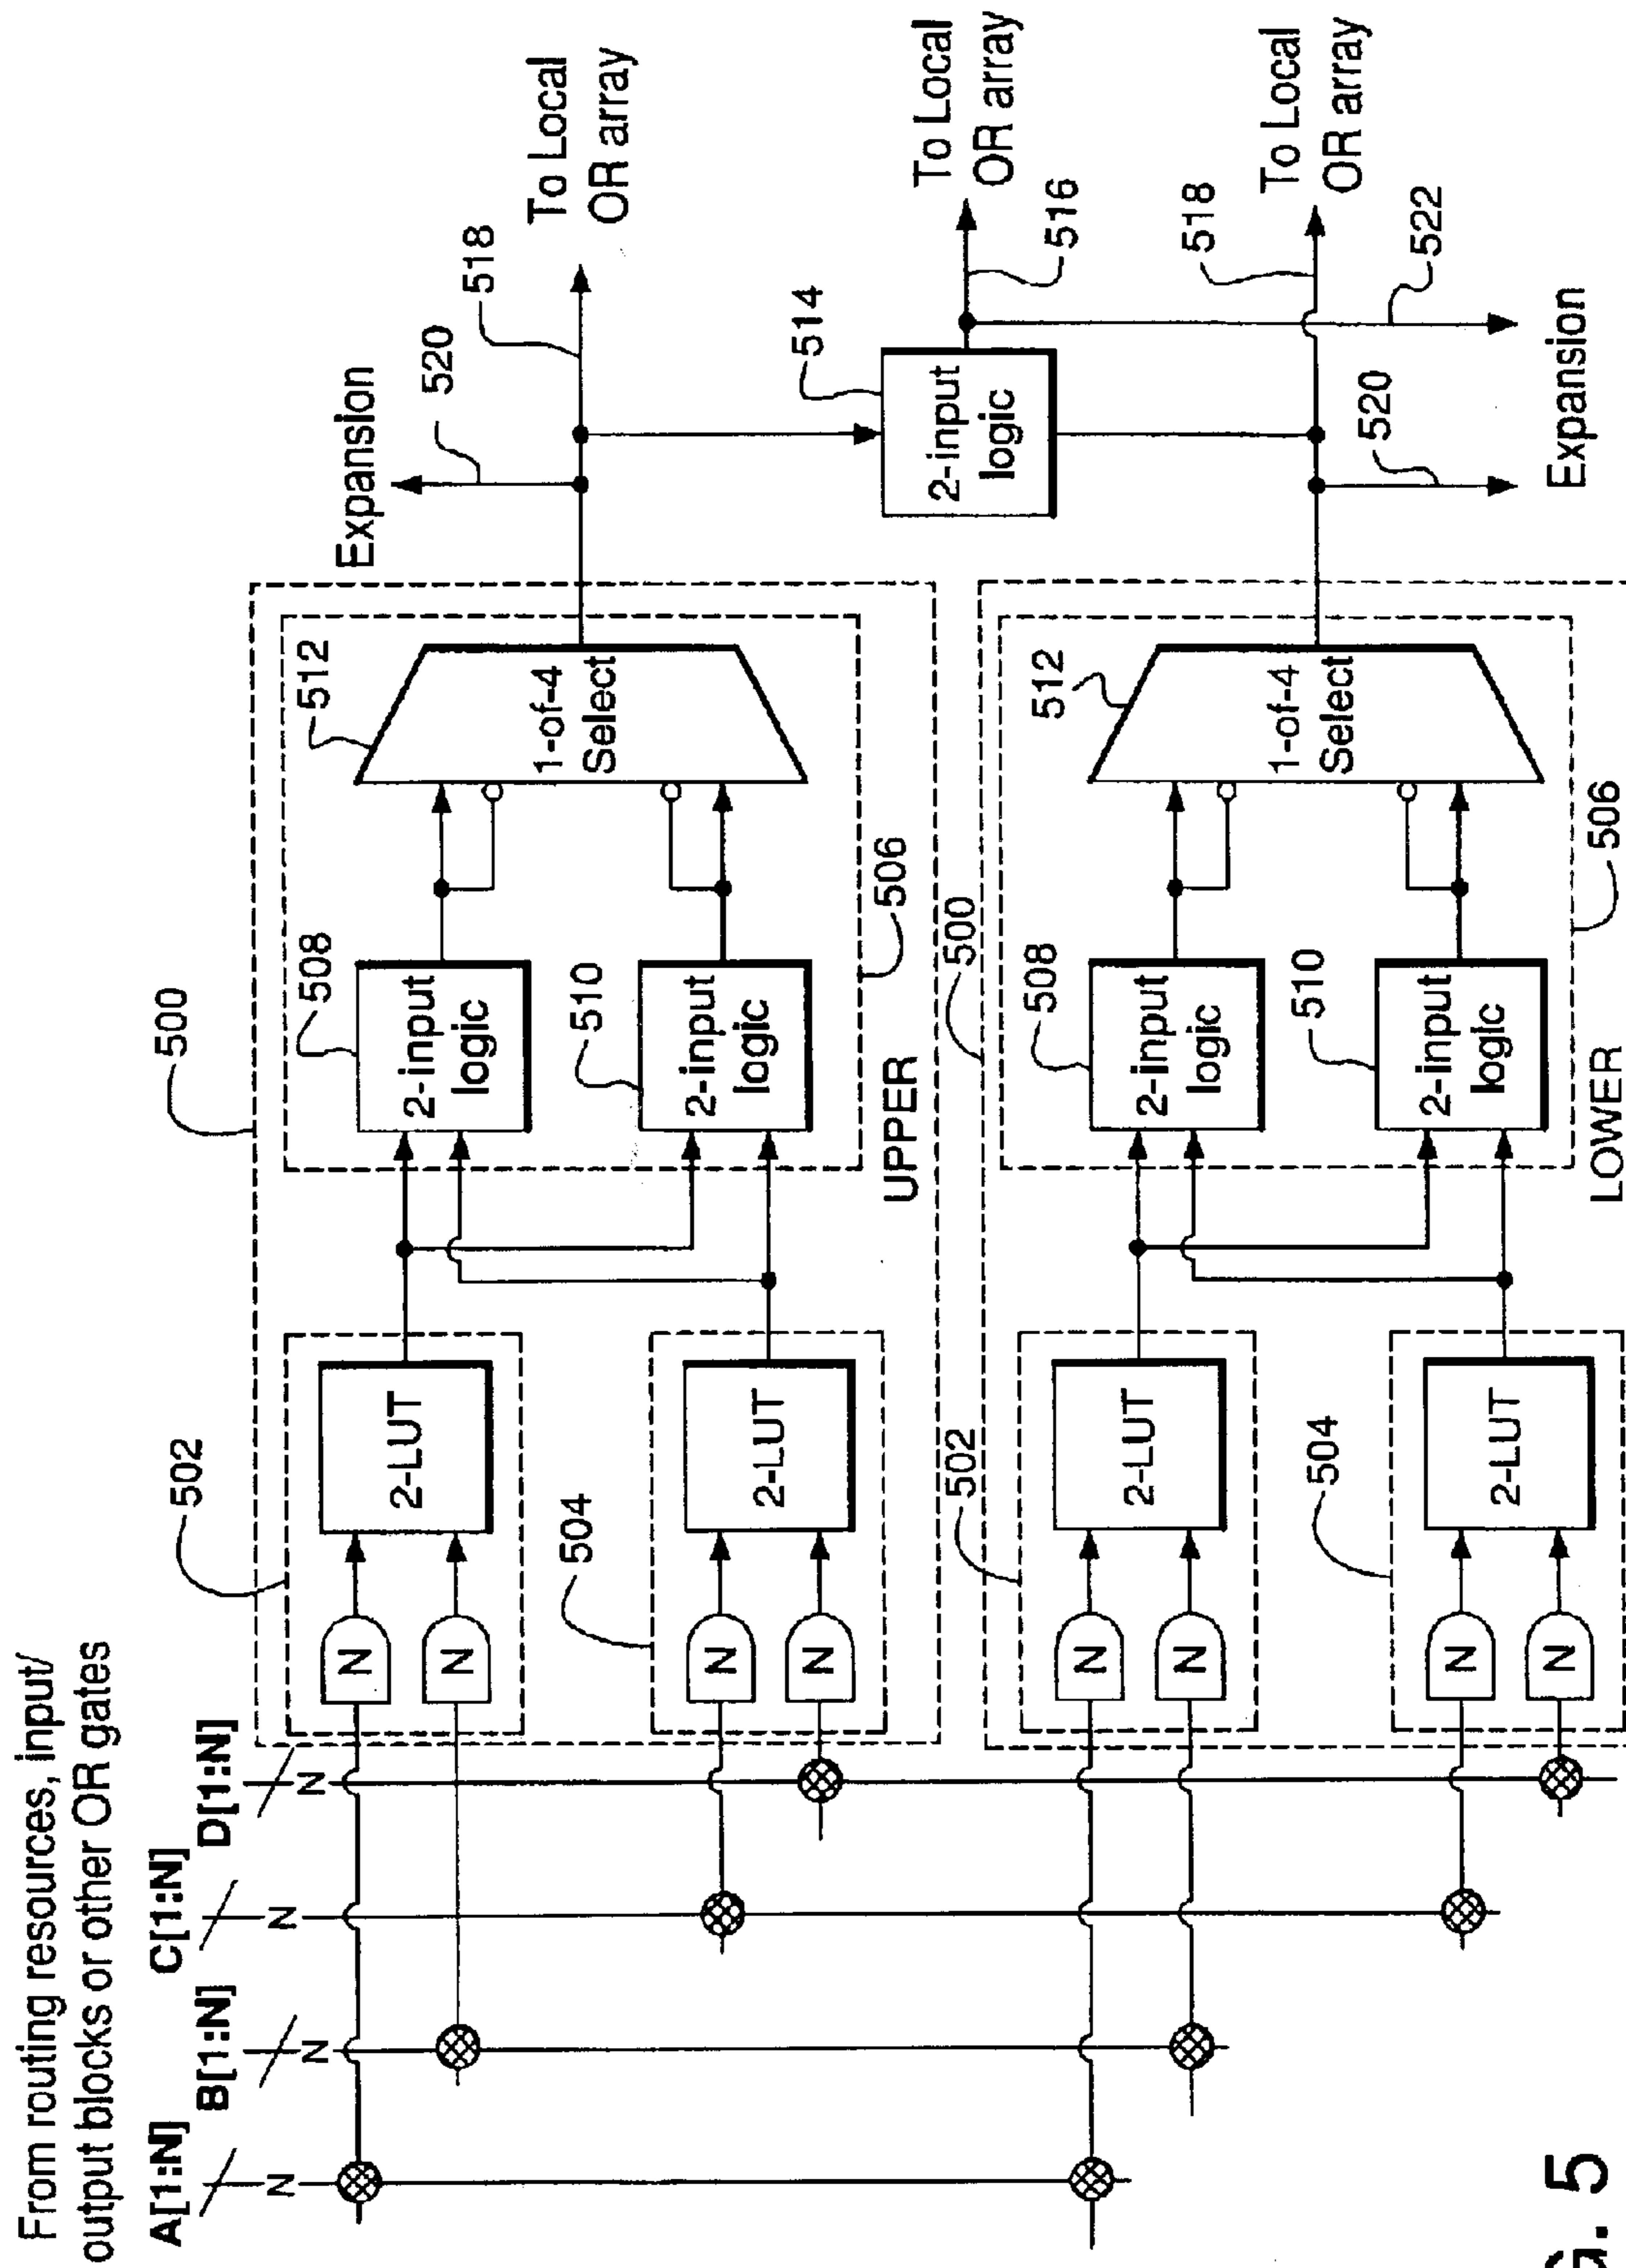 From routing resources, input/
output blocks or other OR gates
A[1:N]
B[1:N]
C[1:N]
D[1:N]
N
N
N
N
500
502
N
N
2-LUT
504
N
N
2-LUT
508
2-input
logic
510
2-input
logic
512
1-of-4
Select
506
UPPER
Expansion
520
518
To Local
OR array
514
2-input
logic
516
To Local
OR array
500
502
N
N
2-LUT
504
N
N
2-LUT
508
2-input
logic
510
2-input
logic
512
1-of-4
Select
506
LOWER
518
To Local
OR array
520
522
Expansion
G. 5